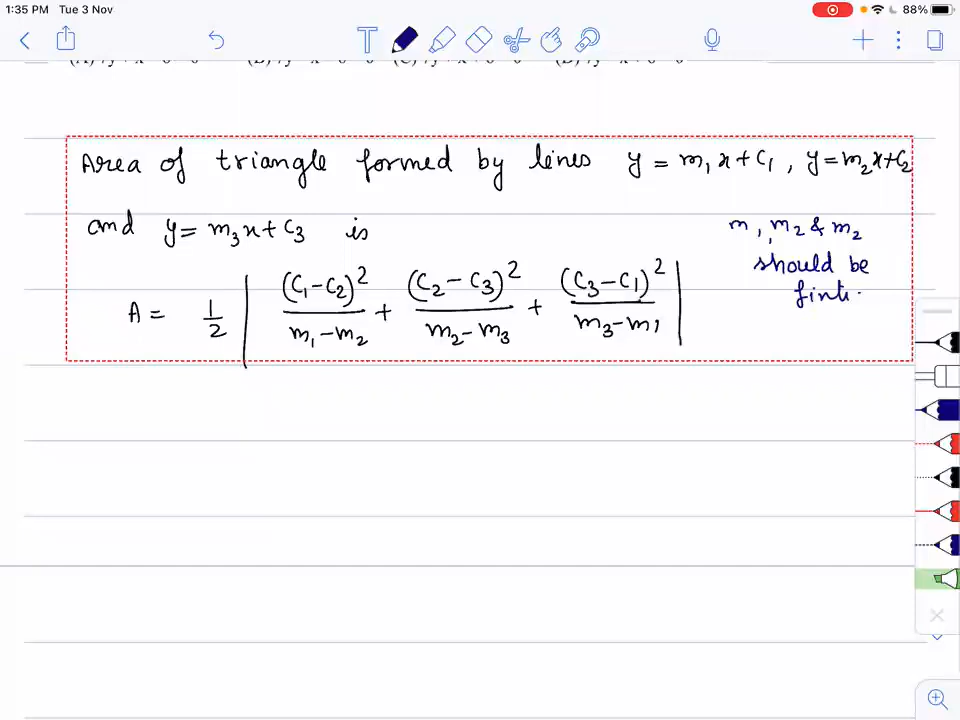 1:35 PM Tue 3 Nov
88%
Area of triangle formed by lines y = m₁x + C₁ , y = m₂x + C₂
and y = m₃x + C₃ is
m₁, m₂ & m₂
should be
finte.
A = 1/2 | (C₁ – C₂)²/(m₁ – m₂) + (C₂ – C₃)²/(m₂ – m₃) + (C₃ – C₁)²/(m₃ – m₁) |